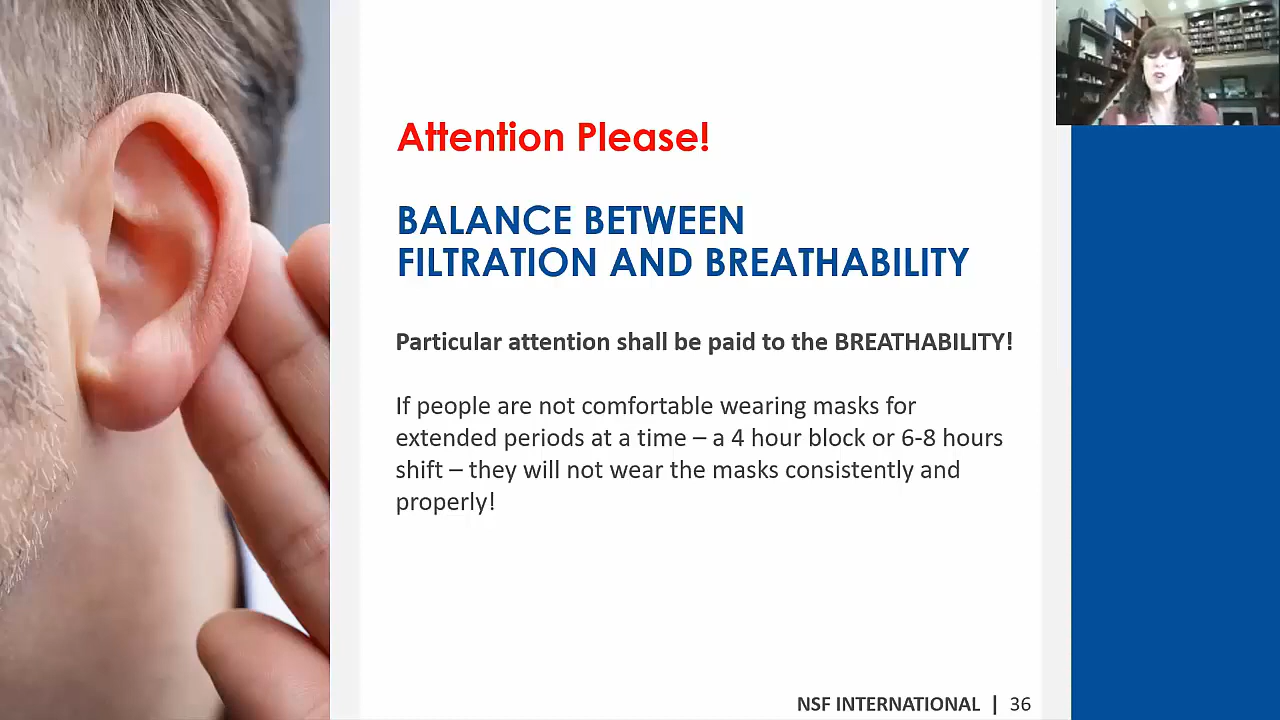 Attention Please!
BALANCE BETWEEN
FILTRATION AND BREATHABILITY
Particular attention shall be paid to the BREATHABILITY!
If people are not comfortable wearing masks for
extended periods at a time – a 4 hour block or 6-8 hours
shift – they will not wear the masks consistently and
properly!
NSF INTERNATIONAL | 36